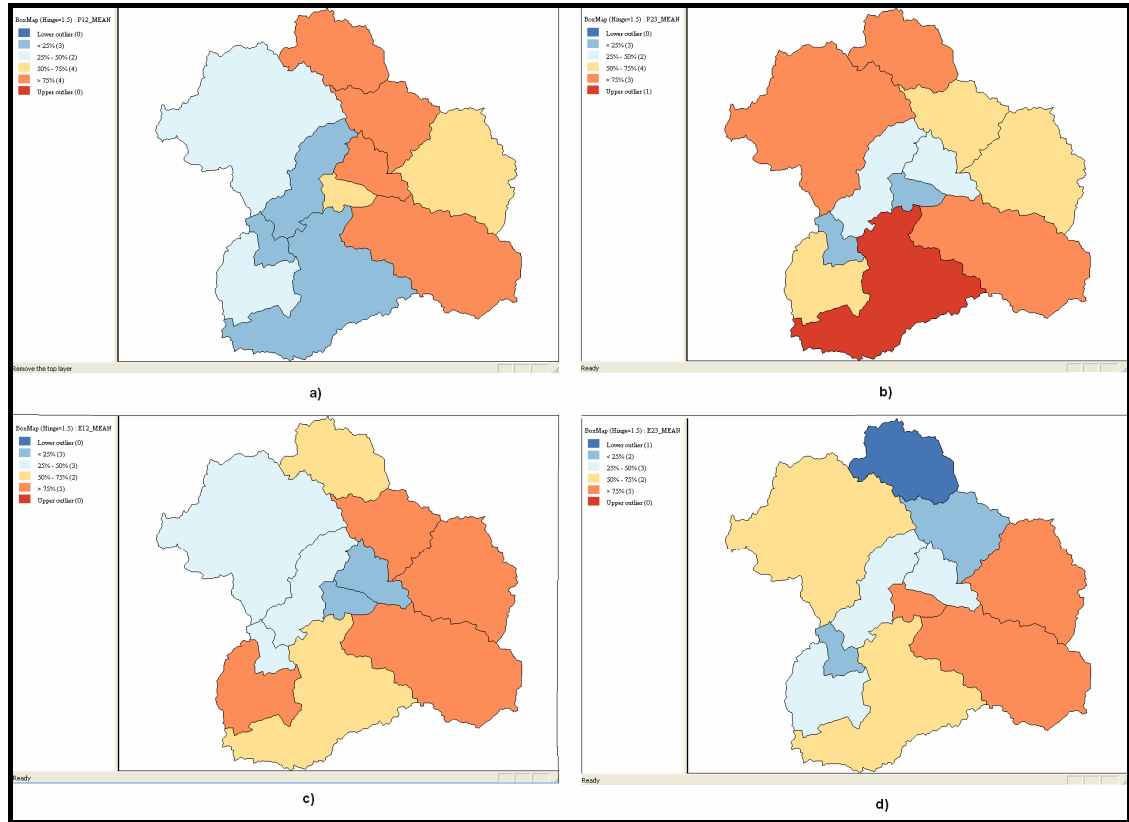 BoxMap (Hinge=1.5) : P12_MEAN
Lower outlier (0)
< 25% (3)
25% - 50% (2)
50% - 75% (4)
> 75% (4)
Upper outlier (0)
Remove the top layer
a)
BoxMap (Hinge=1.5) : P23_MEAN
Lower outlier (0)
< 25% (3)
25% - 50% (2)
50% - 75% (4)
> 75% (3)
Upper outlier (1)
Ready
b)
BoxMap (Hinge=1.5) : E12_MEAN
Lower outlier (0)
< 25% (3)
25% - 50% (3)
50% - 75% (2)
> 75% (5)
Upper outlier (0)
Ready
c)
BoxMap (Hinge=1.5) : E23_MEAN
Lower outlier (1)
< 25% (2)
25% - 50% (3)
50% - 75% (2)
> 75% (5)
Upper outlier (0)
Ready
d)